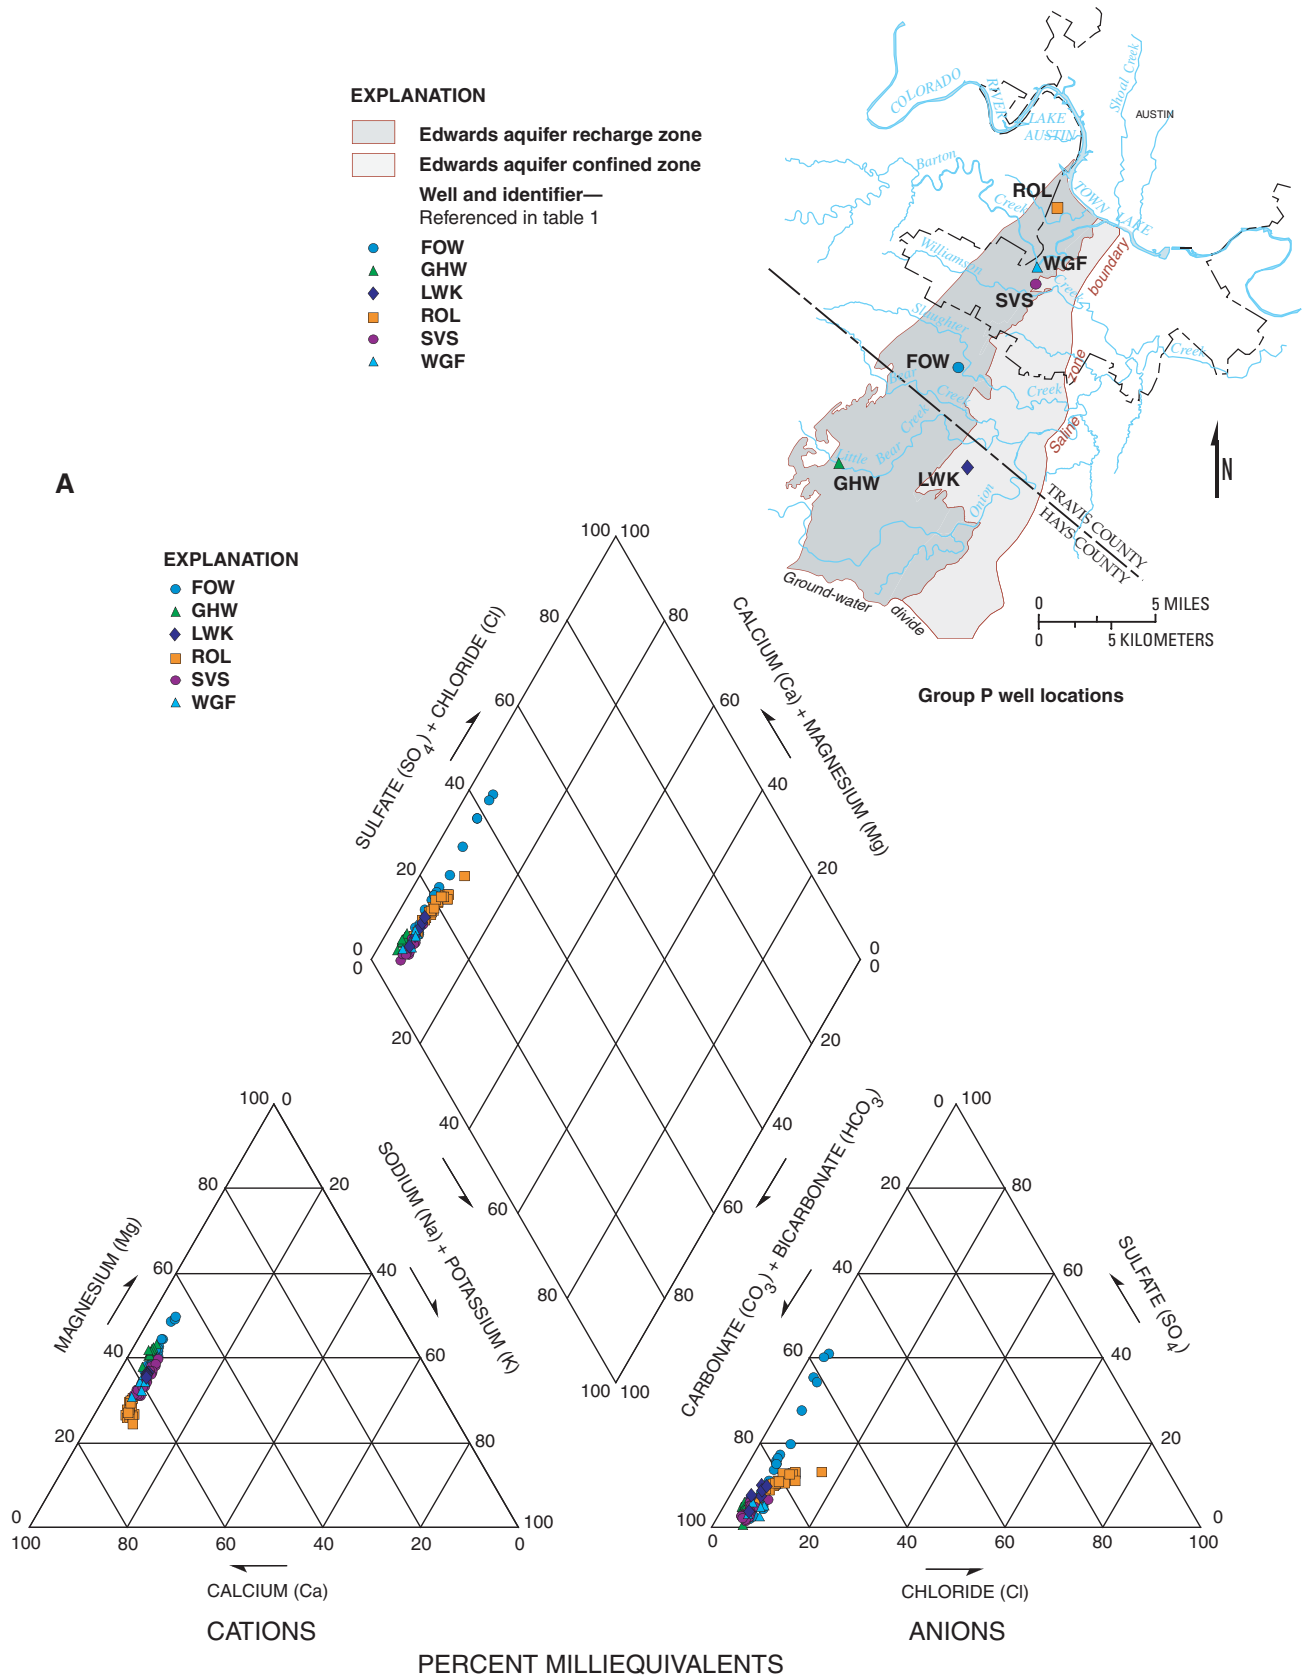 EXPLANATION
Edwards aquifer recharge zone
Edwards aquifer confined zone
Well and identifier—
Referenced in table 1
FOW
GHW
LWK
ROL
SVS
WGF
COLORADO
RIVER
LAKE
AUSTIN
Shoal Creek
AUSTIN
Barton
Creek
ROL
TOWN LAKE
Williamson
Creek
WGF
SVS
boundary
Slaughter
Creek
FOW
zone
Creek
Bear
Creek
Saline
Little Bear Creek
GHW
LWK
Onion
Creek
N
TRAVIS COUNTY
HAYS COUNTY
Ground-water divide
0 5 MILES
0 5 KILOMETERS
Group P well locations
A
EXPLANATION
FOW
GHW
LWK
ROL
SVS
WGF
100 100
80 80
60 60
40 40
20 20
0 0
0 0
20 20
40 40
60 60
80 80
100 100
SULFATE (SO4) + CHLORIDE (Cl)
CALCIUM (Ca) + MAGNESIUM (Mg)
100 0
80 20
60 40
40 60
20 80
0 100
100 80 60 40 20 0
MAGNESIUM (Mg)
SODIUM (Na) + POTASSIUM (K)
CALCIUM (Ca)
CATIONS
0 100
20 80
40 60
60 40
80 20
100 0
0 20 40 60 80 100
CARBONATE (CO3) + BICARBONATE (HCO3)
SULFATE (SO4)
CHLORIDE (Cl)
ANIONS
PERCENT MILLIEQUIVALENTS